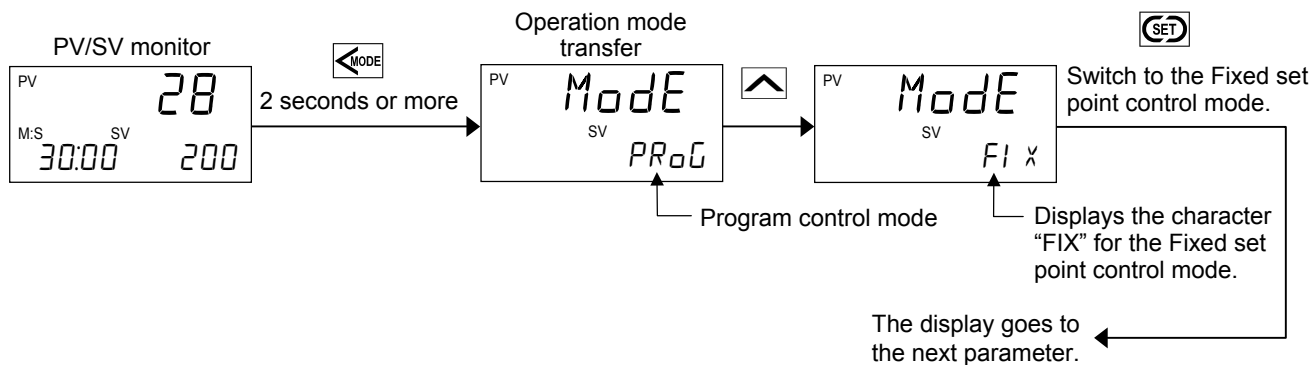 PV/SV monitor
PV
28
M:S SV
30:00 200
<MODE
2 seconds or more
Operation mode
transfer
PV
ModE
SV
PRoG
Program control mode
PV
ModE
SV
FI X
SET
Switch to the Fixed set
point control mode.
Displays the character
“FIX” for the Fixed set
point control mode.
The display goes to
the next parameter.